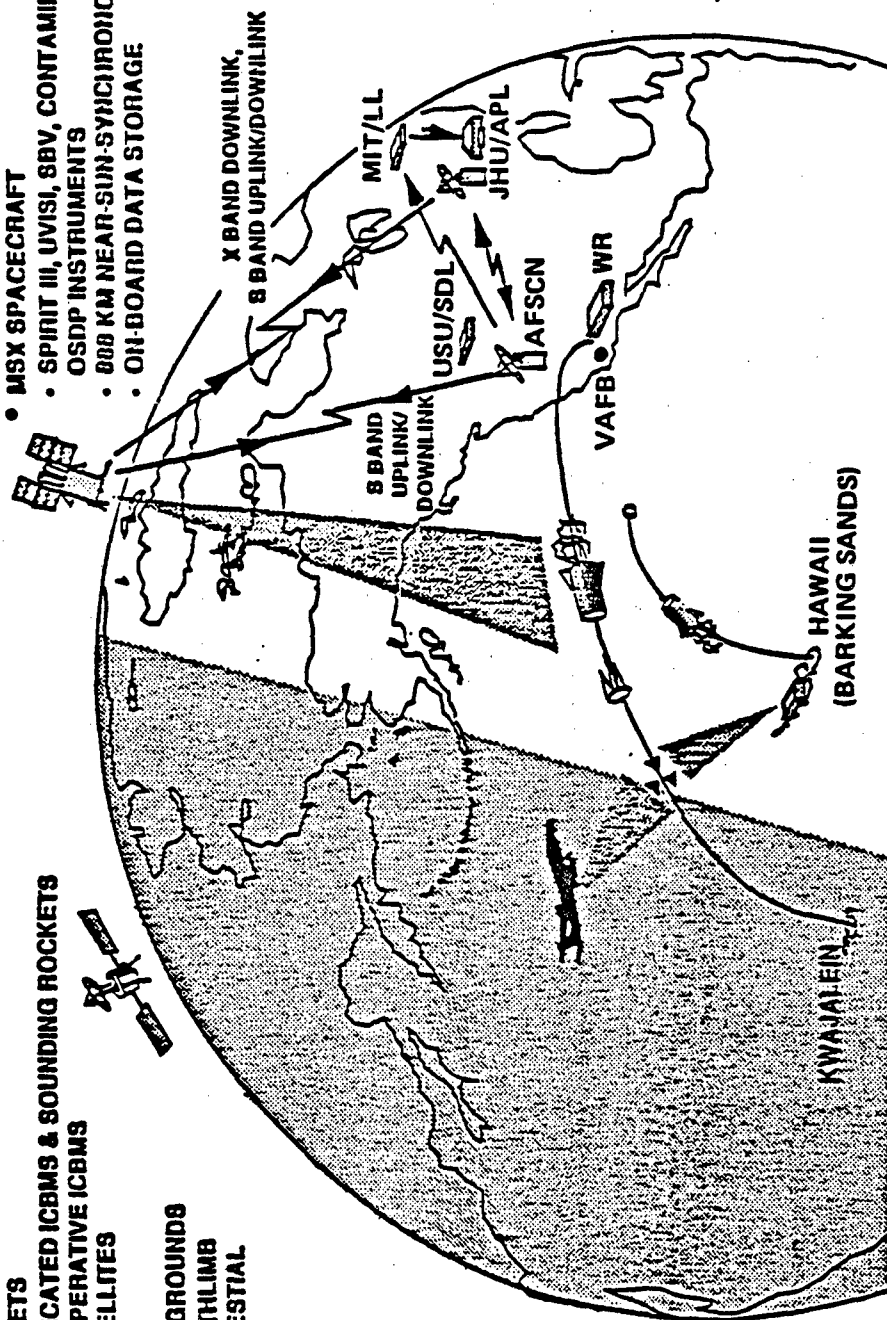 ETS
CATED ICBMS & SOUNDING ROCKETS
PERATIVE ICBMS
ELLITES
GROUNDS
THLIMB
ESTIAL
• MSX SPACECRAFT
• SPIRIT III, UVISI, SBV, CONTAMI
OSDP INSTRUMENTS
• 888 KM NEAR-SUN-SYNCHRONO
• ON-BOARD DATA STORAGE
X BAND DOWNLINK,
S BAND UPLINK/DOWNLINK
MIT/LL
JHU/APL
USU/SDL
AFSCN
S BAND
UPLINK/
DOWNLINK
WR
VAFB
HAWAII
(BARKING SANDS)
KWAJALEIN